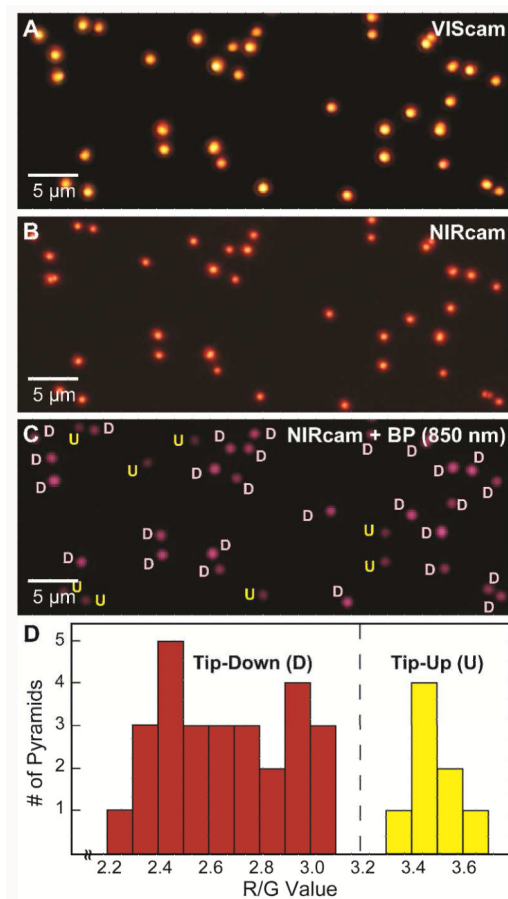 A
VIScam
5 µm
B
NIRcam
5 µm
C
NIRcam + BP (850 nm)
D U D U D D D D D D D D
D U D D
D D D
D D D
D U
D
D D U D D
U U U D D D
5 µm
D
Tip-Down (D)
Tip-Up (U)
5
4
3
2
1
# of Pyramids
2.2 2.4 2.6 2.8 3.0 3.2 3.4 3.6
R/G Value